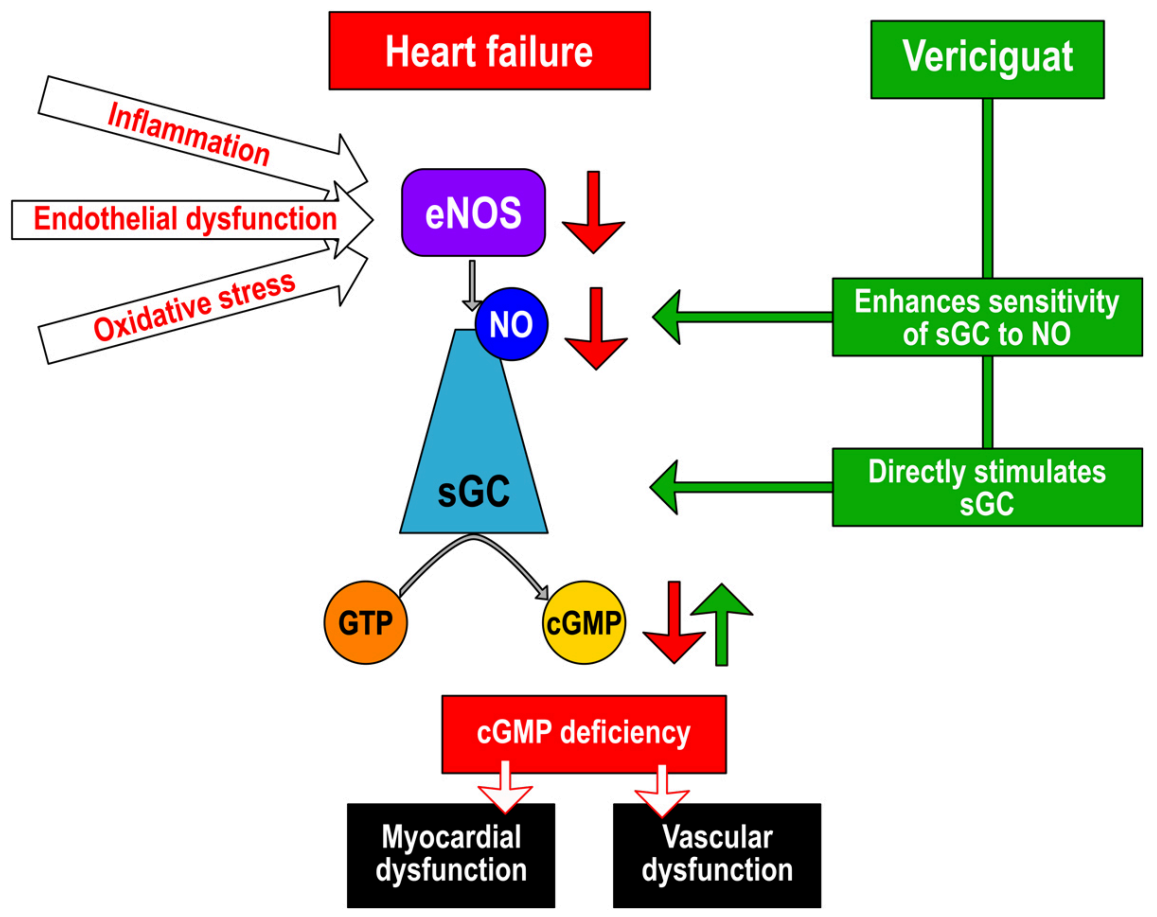 Heart failure
Vericiguat
Inflammation
Endothelial dysfunction
Oxidative stress
eNOS
NO
Enhances sensitivity
of sGC to NO
sGC
Directly stimulates
sGC
GTP
cGMP
cGMP deficiency
Myocardial
dysfunction
Vascular
dysfunction